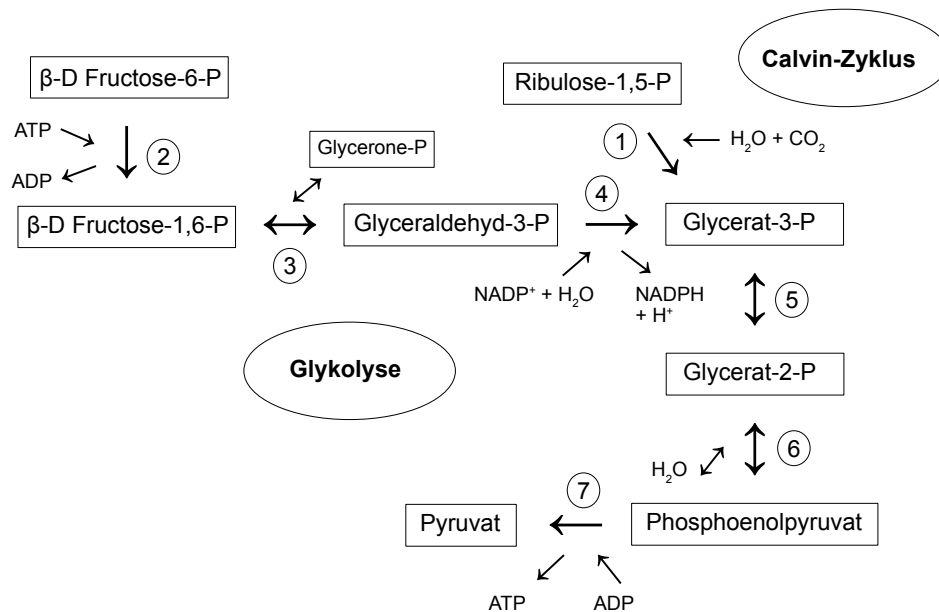 Calvin-Zyklus
β-D Fructose-6-P
Ribulose-1,5-P
ATP
2
ADP
Glycerone-P
1
H₂O + CO₂
β-D Fructose-1,6-P
3
Glyceraldehyd-3-P
4
Glycerat-3-P
NADP⁺ + H₂O
NADPH
+ H⁺
5
Glykolyse
Glycerat-2-P
H₂O
6
7
Pyruvat
Phosphoenolpyruvat
ATP
ADP